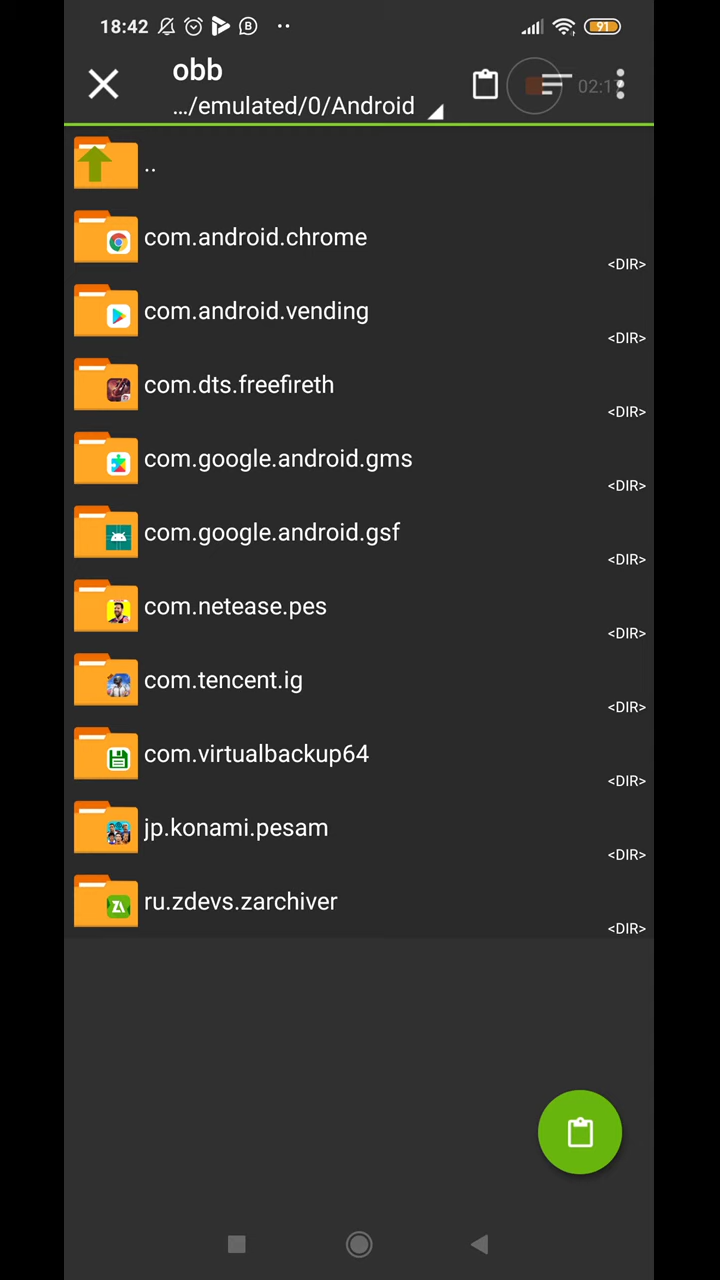 18:42
91
obb
.../emulated/0/Android
02:1
..
com.android.chrome
<DIR>
com.android.vending
<DIR>
com.dts.freefireth
<DIR>
com.google.android.gms
<DIR>
com.google.android.gsf
<DIR>
com.netease.pes
<DIR>
com.tencent.ig
<DIR>
com.virtualbackup64
<DIR>
jp.konami.pesam
<DIR>
ru.zdevs.zarchiver
<DIR>